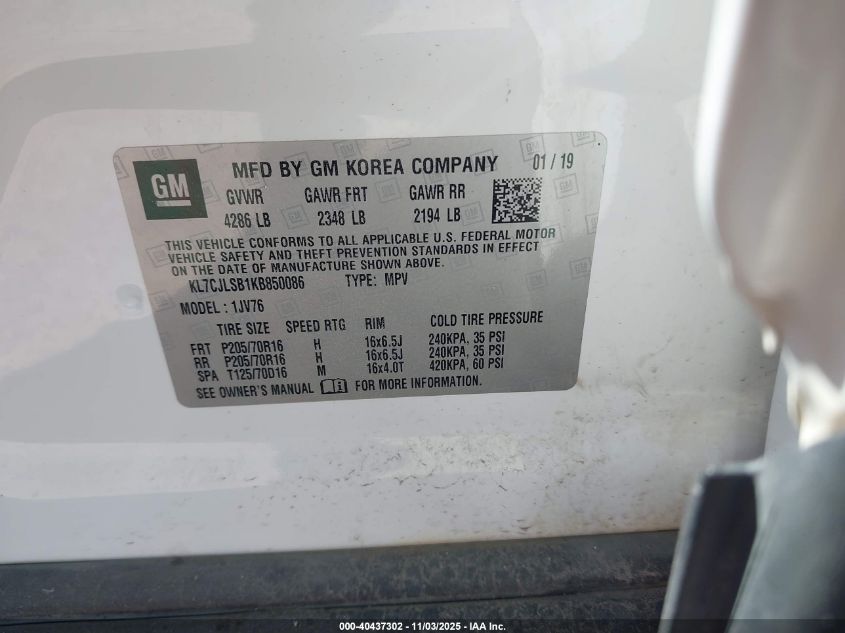 GM
MFD BY GM KOREA COMPANY 01 / 19
GVWR GAWR FRT GAWR RR
4286 LB 2348 LB 2194 LB
THIS VEHICLE CONFORMS TO ALL APPLICABLE U.S. FEDERAL MOTOR
VEHICLE SAFETY AND THEFT PREVENTION STANDARDS IN EFFECT
ON THE DATE OF MANUFACTURE SHOWN ABOVE.
KL7CJLSB1KB850086 TYPE: MPV
MODEL : 1JV76
TIRE SIZE SPEED RTG RIM COLD TIRE PRESSURE
FRT P205/70R16 H 16x6.5J 240KPA, 35 PSI
RR P205/70R16 H 16x6.5J 240KPA, 35 PSI
SPA T125/70D16 M 16x4.0T 420KPA, 60 PSI
SEE OWNER'S MANUAL FOR MORE INFORMATION.
000-40437302 - 11/03/2025 - IAA Inc.